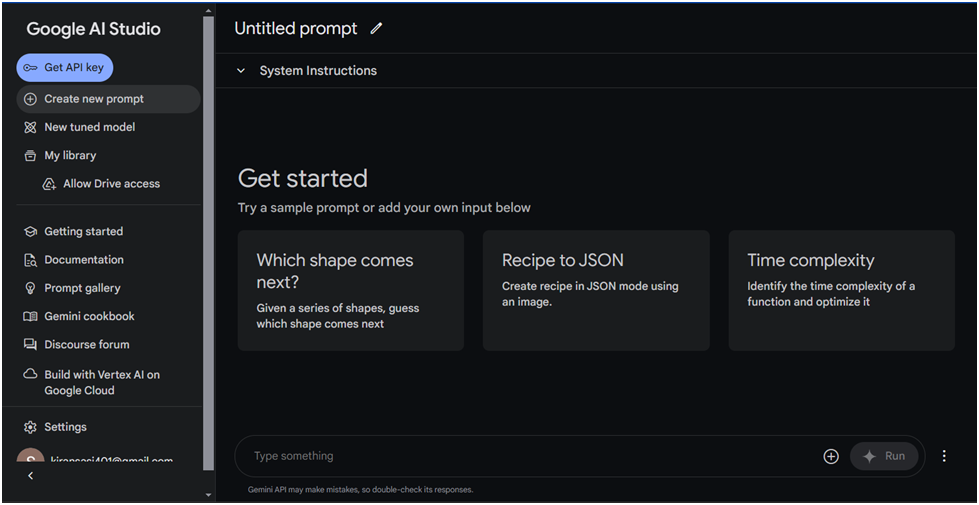 Google AI Studio
Get API key
Create new prompt
New tuned model
My library
Allow Drive access
Getting started
Documentation
Prompt gallery
Gemini cookbook
Discourse forum
Build with Vertex AI on
Google Cloud
Settings
Untitled prompt
System Instructions
Get started
Try a sample prompt or add your own input below
Which shape comes
next?
Given a series of shapes, guess
which shape comes next
Recipe to JSON
Create recipe in JSON mode using
an image.
Time complexity
Identify the time complexity of a
function and optimize it
Type something
Run
Gemini API may make mistakes, so double-check its responses.